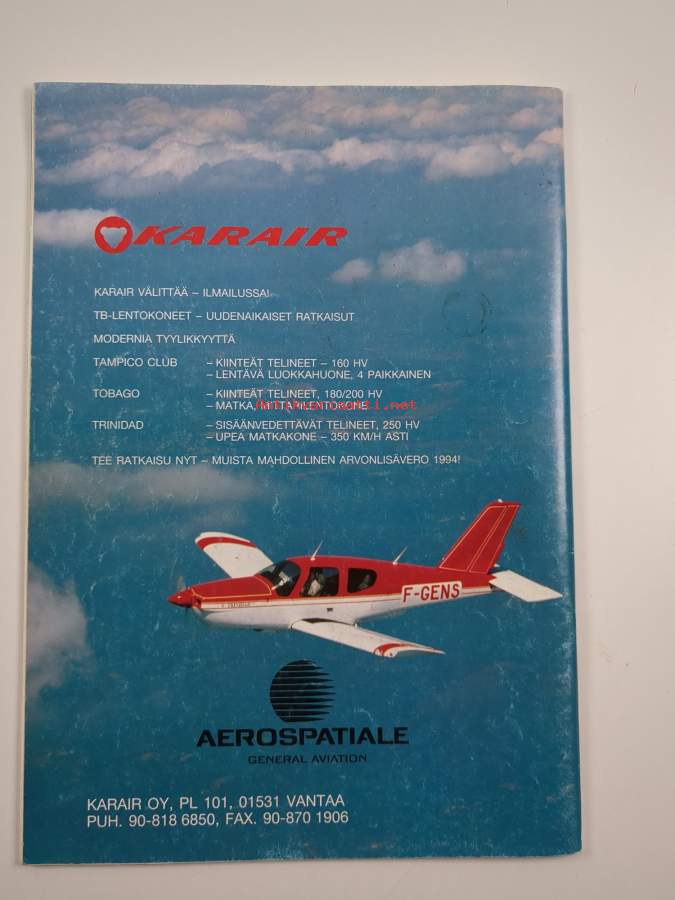 KARAIR
KARAIR VÄLITTÄÄ – ILMAILUSSA!
TB-LENTOKONEET – UUDENAIKAISET RATKAISUT
MODERNIA TYYLIKKYYTTÄ
TAMPICO CLUB – KIINTEÄT TELINEET – 160 HV
– LENTÄVÄ LUOKKAHUONE, 4 PAIKKAINEN
TOBAGO – KIINTEÄT TELINEET, 180/200 HV
– MATKA
Antikvariaatti.net
TRINIDAD – SISÄÄNVEDETTÄVÄT TELINEET, 250 HV
– UPEA MATKAKONE – 350 KM/H ASTI
TEE RATKAISU NYT – MUISTA MAHDOLLINEN ARVONLISÄVERO 1994!
F-GENS
AEROSPATIALE
GENERAL AVIATION
KARAIR OY, PL 101, 01531 VANTAA
PUH. 90-818 6850, FAX. 90-870 1906